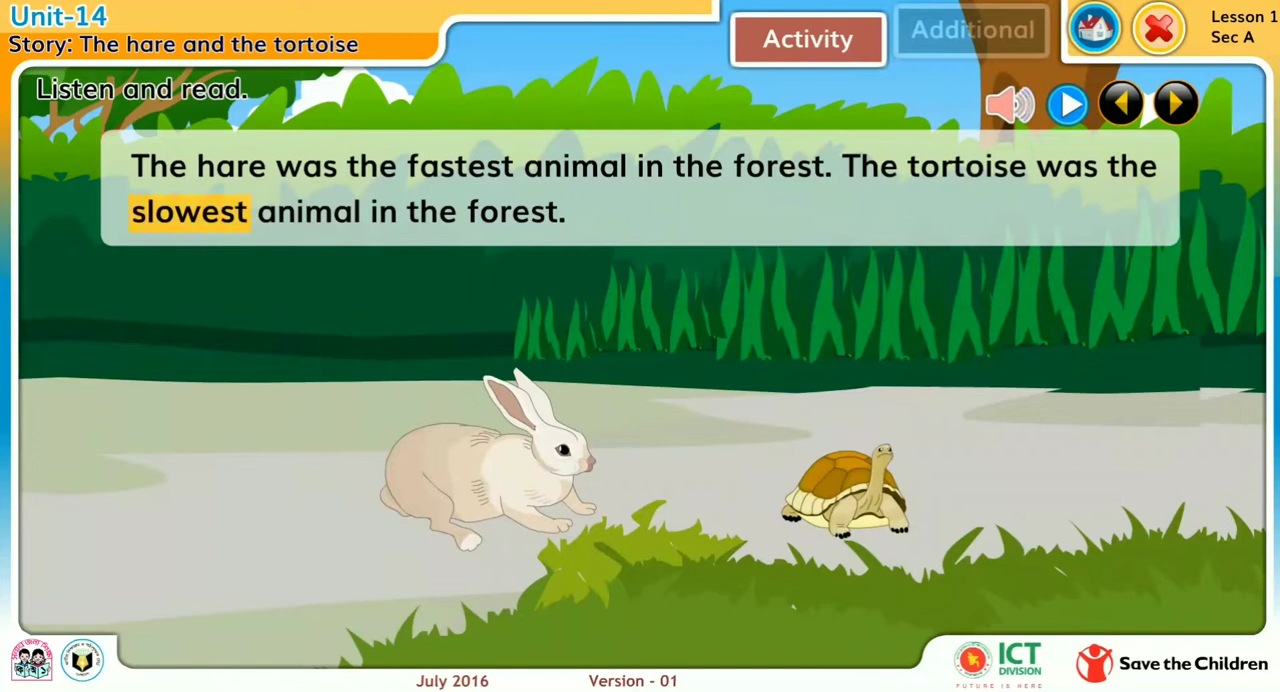 Unit-14
Story: The hare and the tortoise
Activity
Additional
Lesson 1
Sec A
Listen and read.
The hare was the fastest animal in the forest. The tortoise was the
slowest animal in the forest.
July 2016
Version - 01
ICT
DIVISION
FUTURE IS HERE
Save the Children